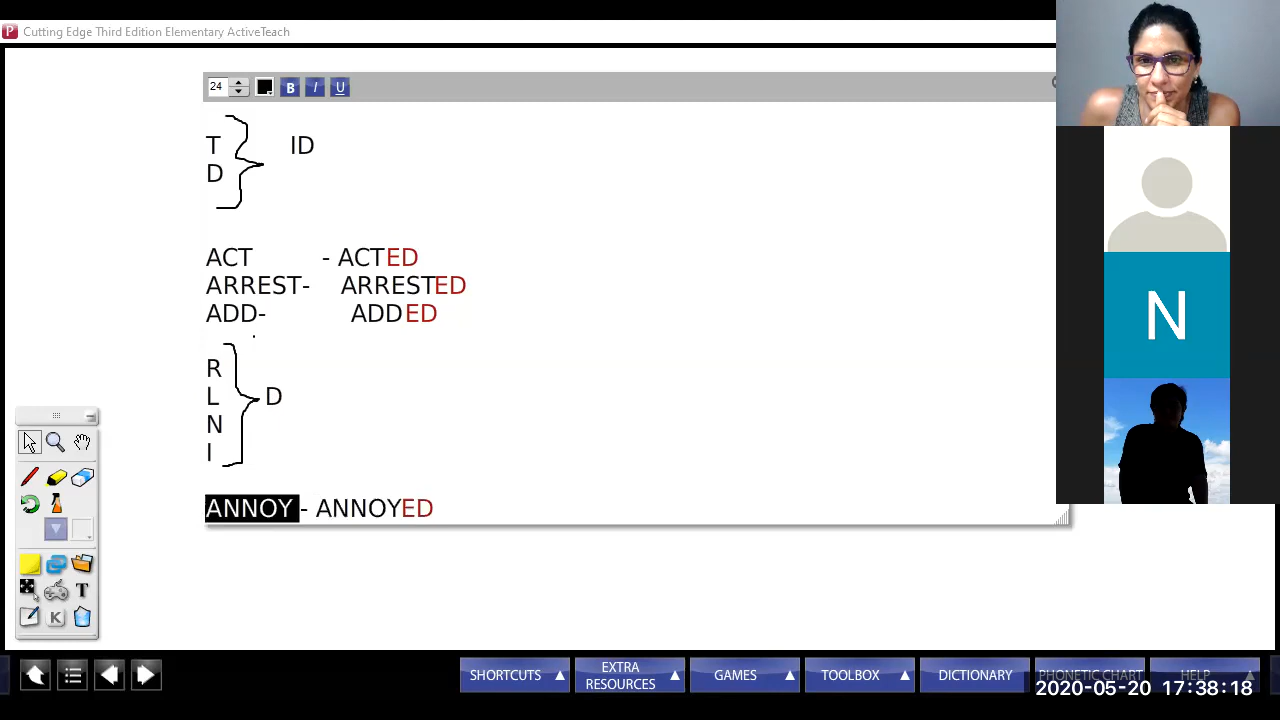 Cutting Edge Third Edition Elementary ActiveTeach
24 B I U
T ID
D
ACT - ACTED
ARREST- ARRESTED
ADD- ADDED
R
L D
N
I
ANNOY - ANNOYED
N
T
K
SHORTCUTS EXTRA RESOURCES GAMES TOOLBOX DICTIONARY PHONETIC CHART HELP
2020-05-20 17:38:18